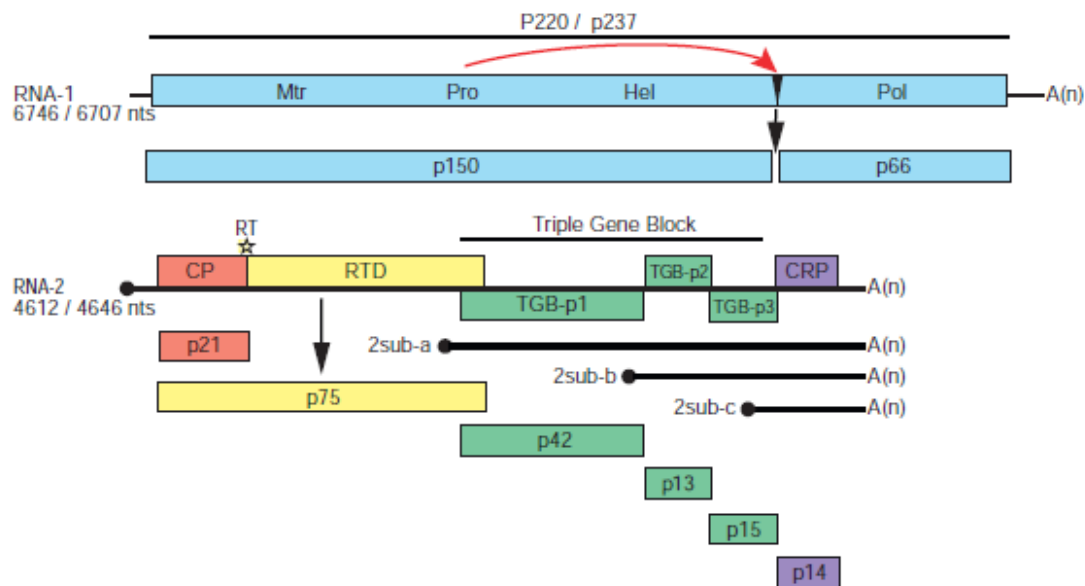 P220 / p237
RNA-1
6746 / 6707 nts
Mtr Pro Hel Pol A(n)
p150 p66
RT
Triple Gene Block
CP RTD TGB-p2 CRP
RNA-2
4612 / 4646 nts
A(n)
TGB-p1 TGB-p3
p21
2sub-a A(n)
p75
2sub-b A(n)
2sub-c A(n)
p42
p13
p15
p14